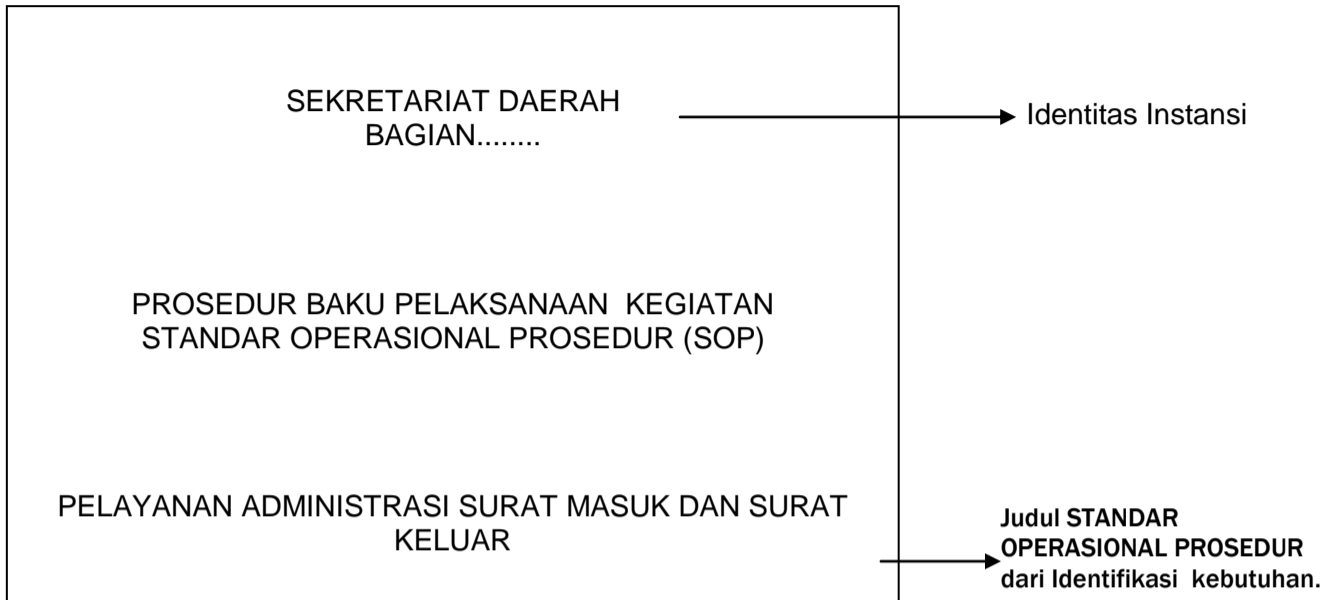 SEKRETARIAT DAERAH
BAGIAN........
Identitas Instansi
PROSEDUR BAKU PELAKSANAAN KEGIATAN
STANDAR OPERASIONAL PROSEDUR (SOP)
PELAYANAN ADMINISTRASI SURAT MASUK DAN SURAT
KELUAR
Judul STANDAR
OPERASIONAL PROSEDUR
dari Identifikasi kebutuhan.